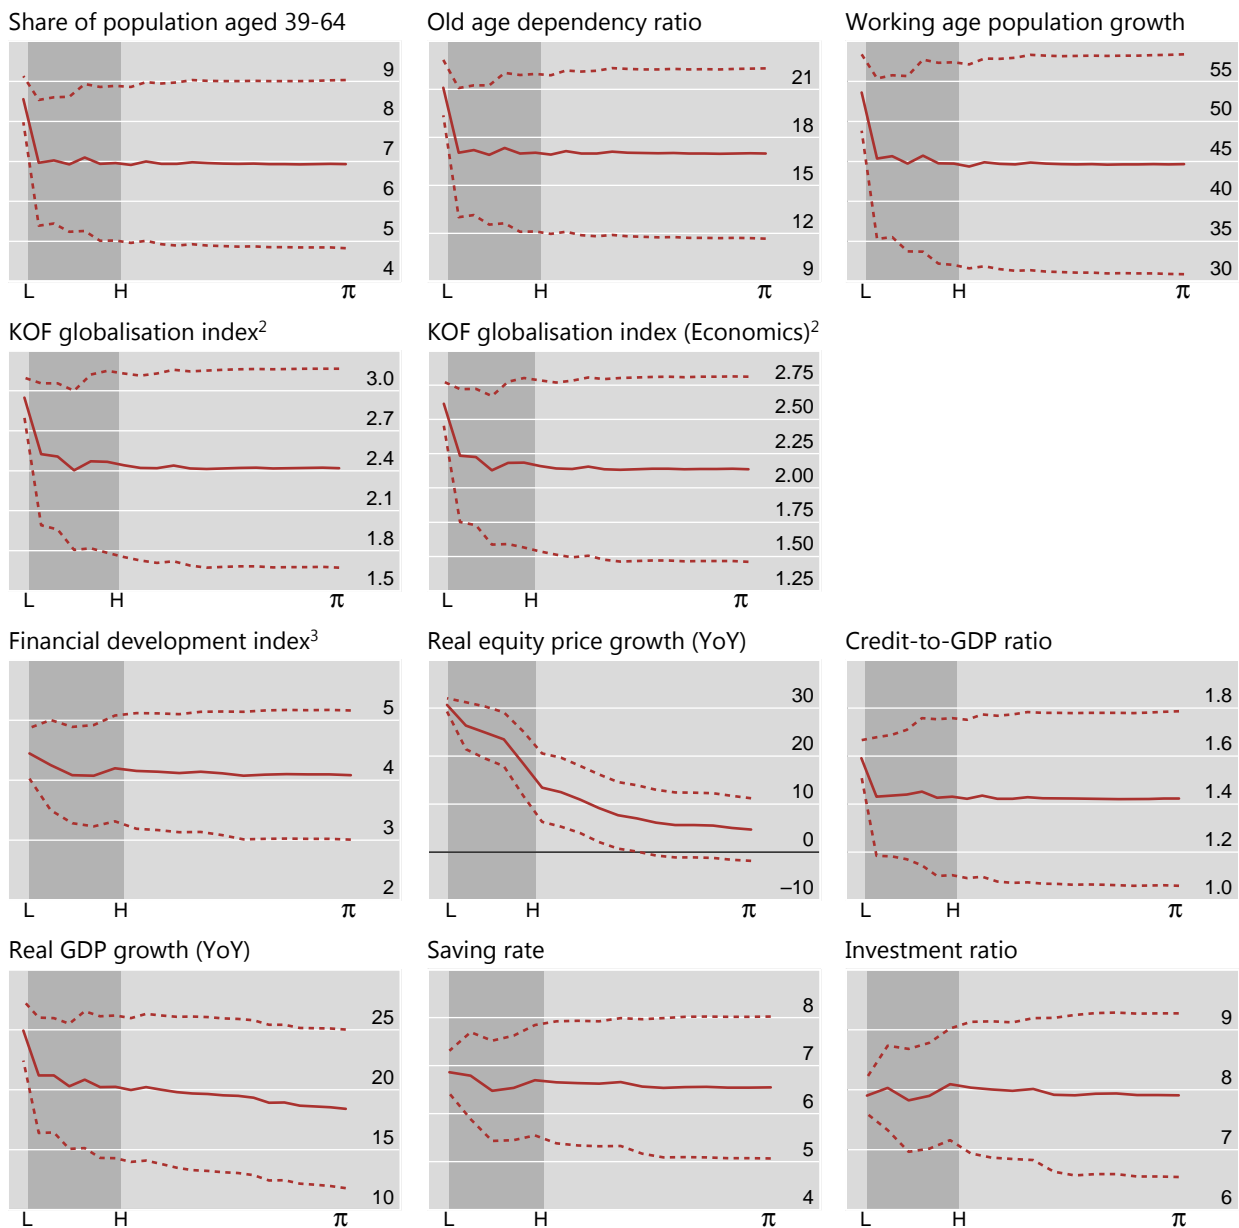 Share of population aged 39-64
Old age dependency ratio
Working age population growth
9
8
7
6
5
4
L H π
21
18
15
12
9
L H π
55
50
45
40
35
30
L H π
KOF globalisation index²
KOF globalisation index (Economics)²
3.0
2.7
2.4
2.1
1.8
1.5
L H π
2.75
2.50
2.25
2.00
1.75
1.50
1.25
L H π
Financial development index³
Real equity price growth (YoY)
Credit-to-GDP ratio
5
4
3
2
L H π
30
20
10
0
–10
L H π
1.8
1.6
1.4
1.2
1.0
L H π
Real GDP growth (YoY)
Saving rate
Investment ratio
25
20
15
10
L H π
8
7
6
5
4
L H π
9
8
7
6
L H π